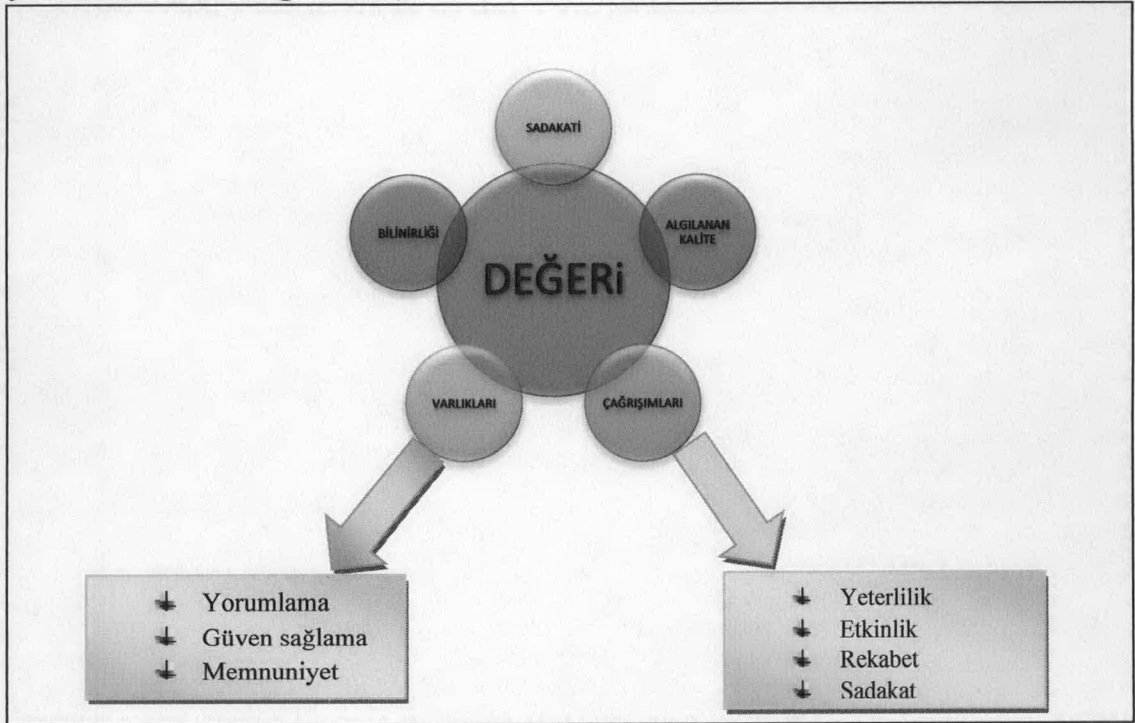 SADAKATİ
BİLİNİRLİĞİ
ALGILANAN
KALİTE
DEĞERi
VARLIKLARI
ÇAĞRIŞIMLARI
Yorumlama
Güven sağlama
Memnuniyet
Yeterlilik
Etkinlik
Rekabet
Sadakat